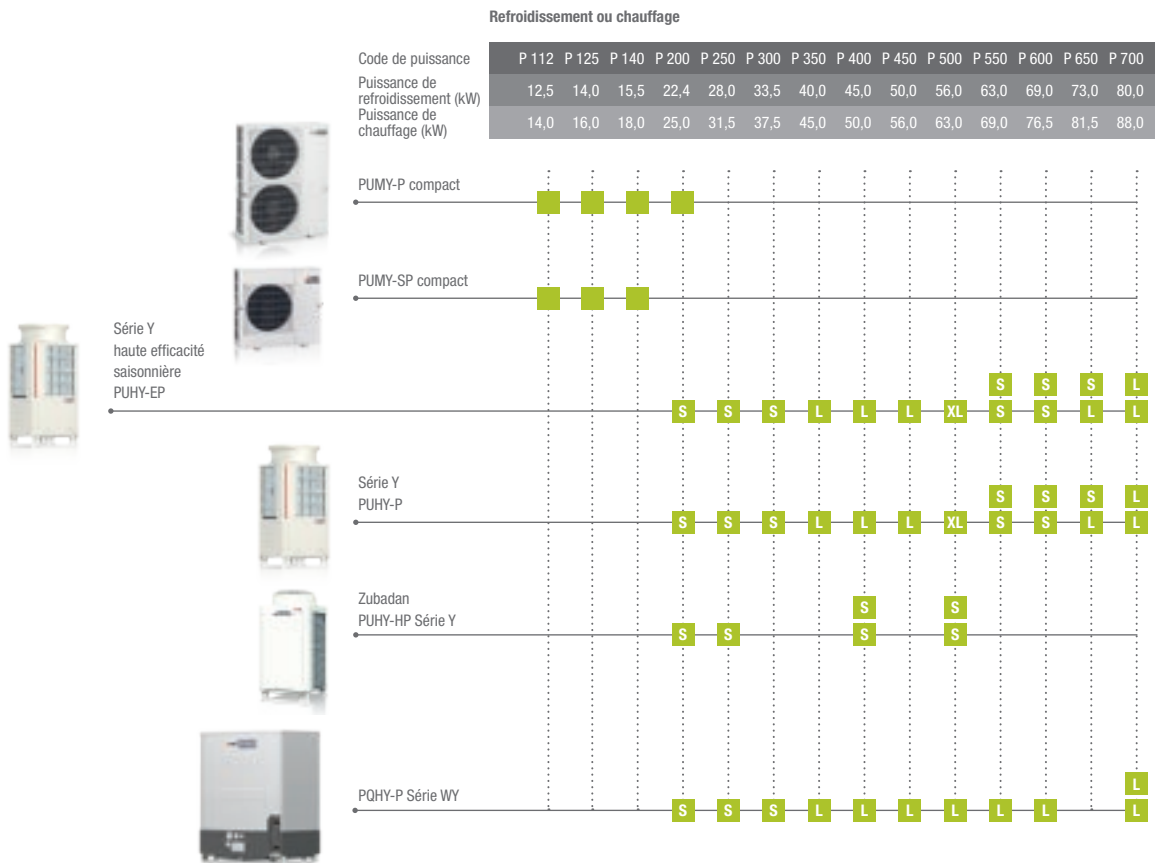 Refroidissement ou chauffage
Code de puissance P 112 P 125 P 140 P 200 P 250 P 300 P 350 P 400 P 450 P 500 P 550 P 600 P 650 P 700
Puissance de
refroidissement (kW) 12,5 14,0 15,5 22,4 28,0 33,5 40,0 45,0 50,0 56,0 63,0 69,0 73,0 80,0
Puissance de
chauffage (kW) 14,0 16,0 18,0 25,0 31,5 37,5 45,0 50,0 56,0 63,0 69,0 76,5 81,5 88,0
PUMY-P compact
PUMY-SP compact
Série Y
haute efficacité
saisonnière
PUHY-EP
S S S L
S S S L L L XL S S L L
Série Y
PUHY-P
S S S L
S S S L L L XL S S L L
Zubadan
PUHY-HP Série Y
S S
S S S S
L
PQHY-P Série WY
S S S L L L L L L L